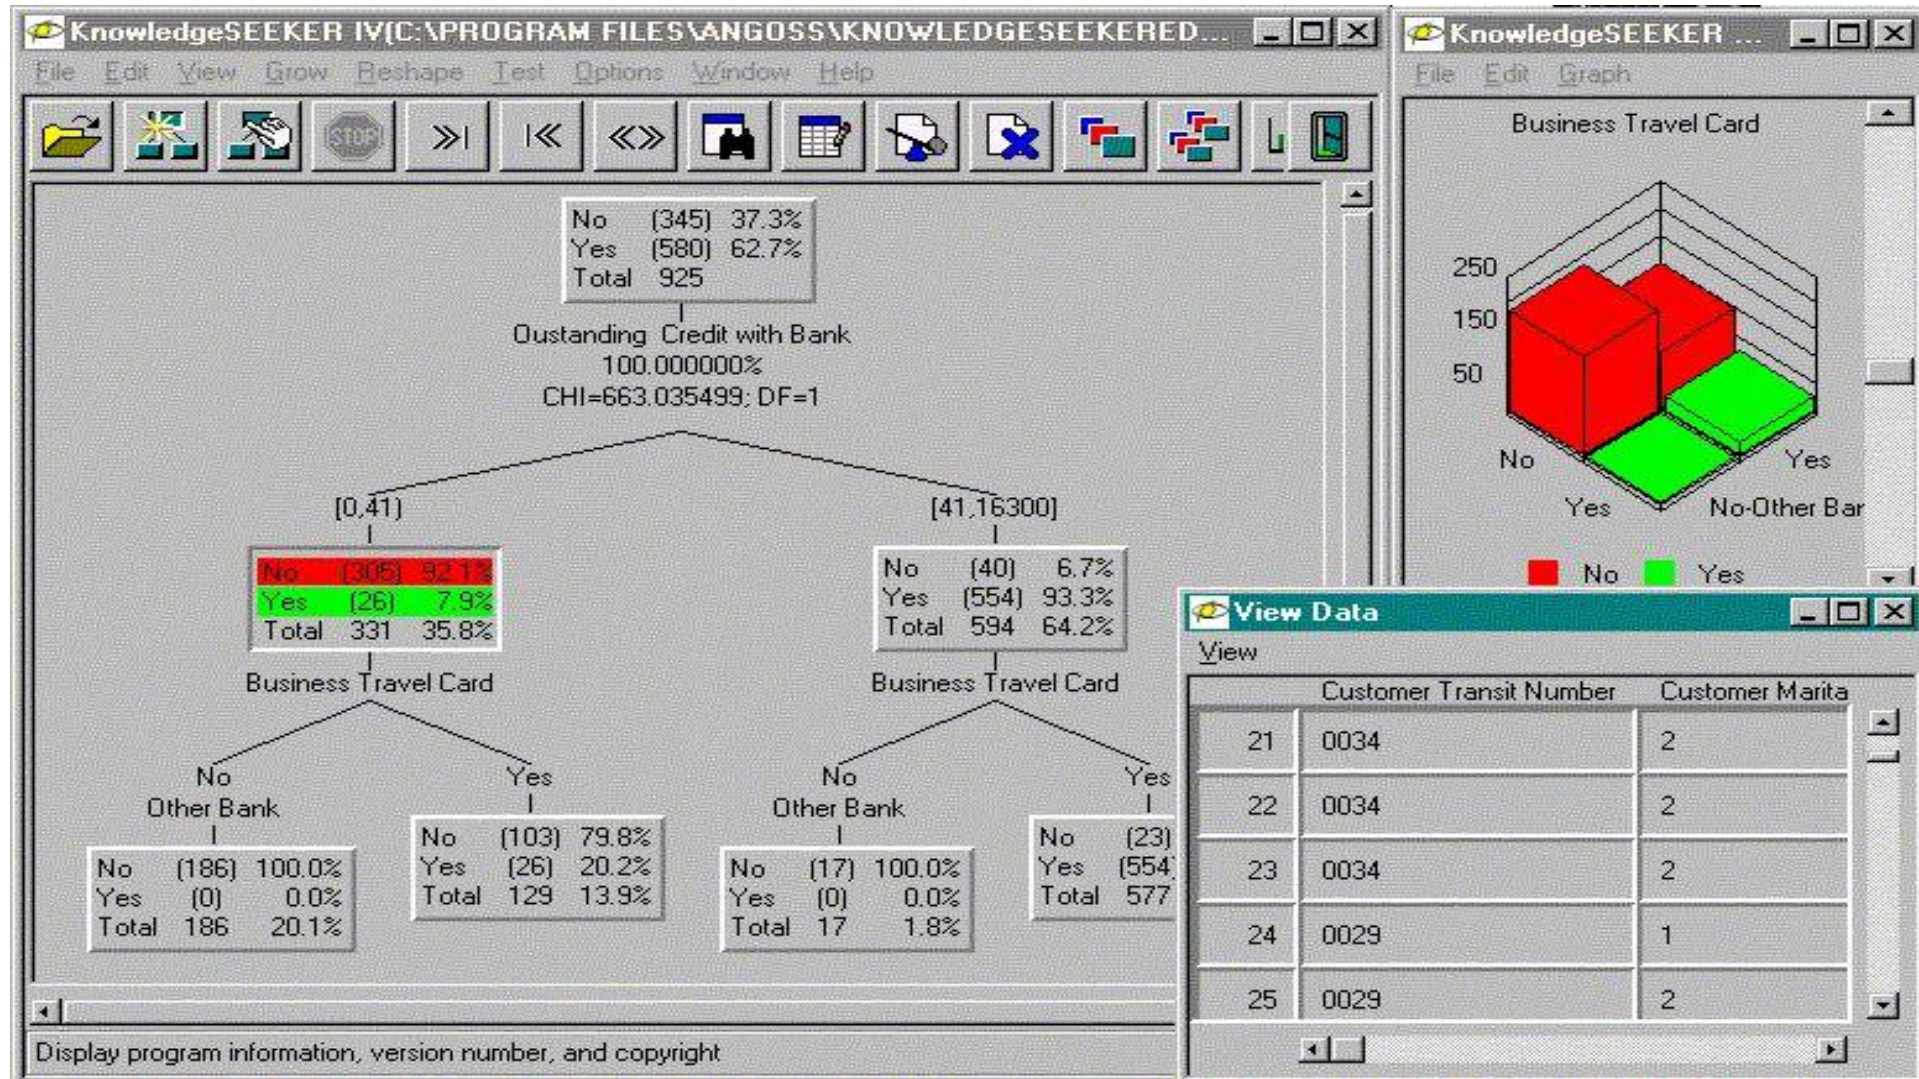 KnowledgeSEEKER IV(C:\PROGRAM FILES\ANGOSS\KNOWLEDGESEEKERED...
File Edit View Grow Reshape Test Options Window Help
STOP
No (345) 37.3%
Yes (580) 62.7%
Total 925
Oustanding Credit with Bank
100.000000%
CHI=663.035499; DF=1
[0,41)
[41,16300]
No (305) 92.1%
Yes (26) 7.9%
Total 331 35.8%
Business Travel Card
No (40) 6.7%
Yes (554) 93.3%
Total 594 64.2%
Business Travel Card
No
Other Bank
No (186) 100.0%
Yes (0) 0.0%
Total 186 20.1%
Yes
No (103) 79.8%
Yes (26) 20.2%
Total 129 13.9%
No
Other Bank
No (17) 100.0%
Yes (0) 0.0%
Total 17 1.8%
Yes
No (23)
Yes (554)
Total 577
Display program information, version number, and copyright
KnowledgeSEEKER ...
File Edit Graph
Business Travel Card
250
150
50
No Yes
Yes No-Other Bar
No Yes
View Data
View
Customer Transit Number Customer Marita
21 0034 2
22 0034 2
23 0034 2
24 0029 1
25 0029 2